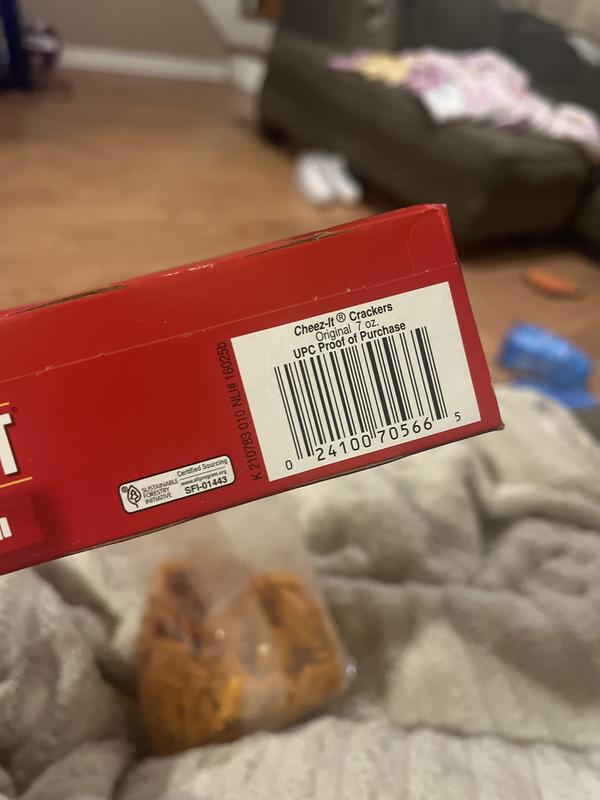 Cheez-It® Crackers
Original 7 oz.
UPC Proof of Purchase
0 24100 70566 5
K 210783 010 NLI# 16025b
Certified Sourcing
www.sfiprogram.org
SUSTAINABLE
FORESTRY
INITIATIVE
SFI-01443
T